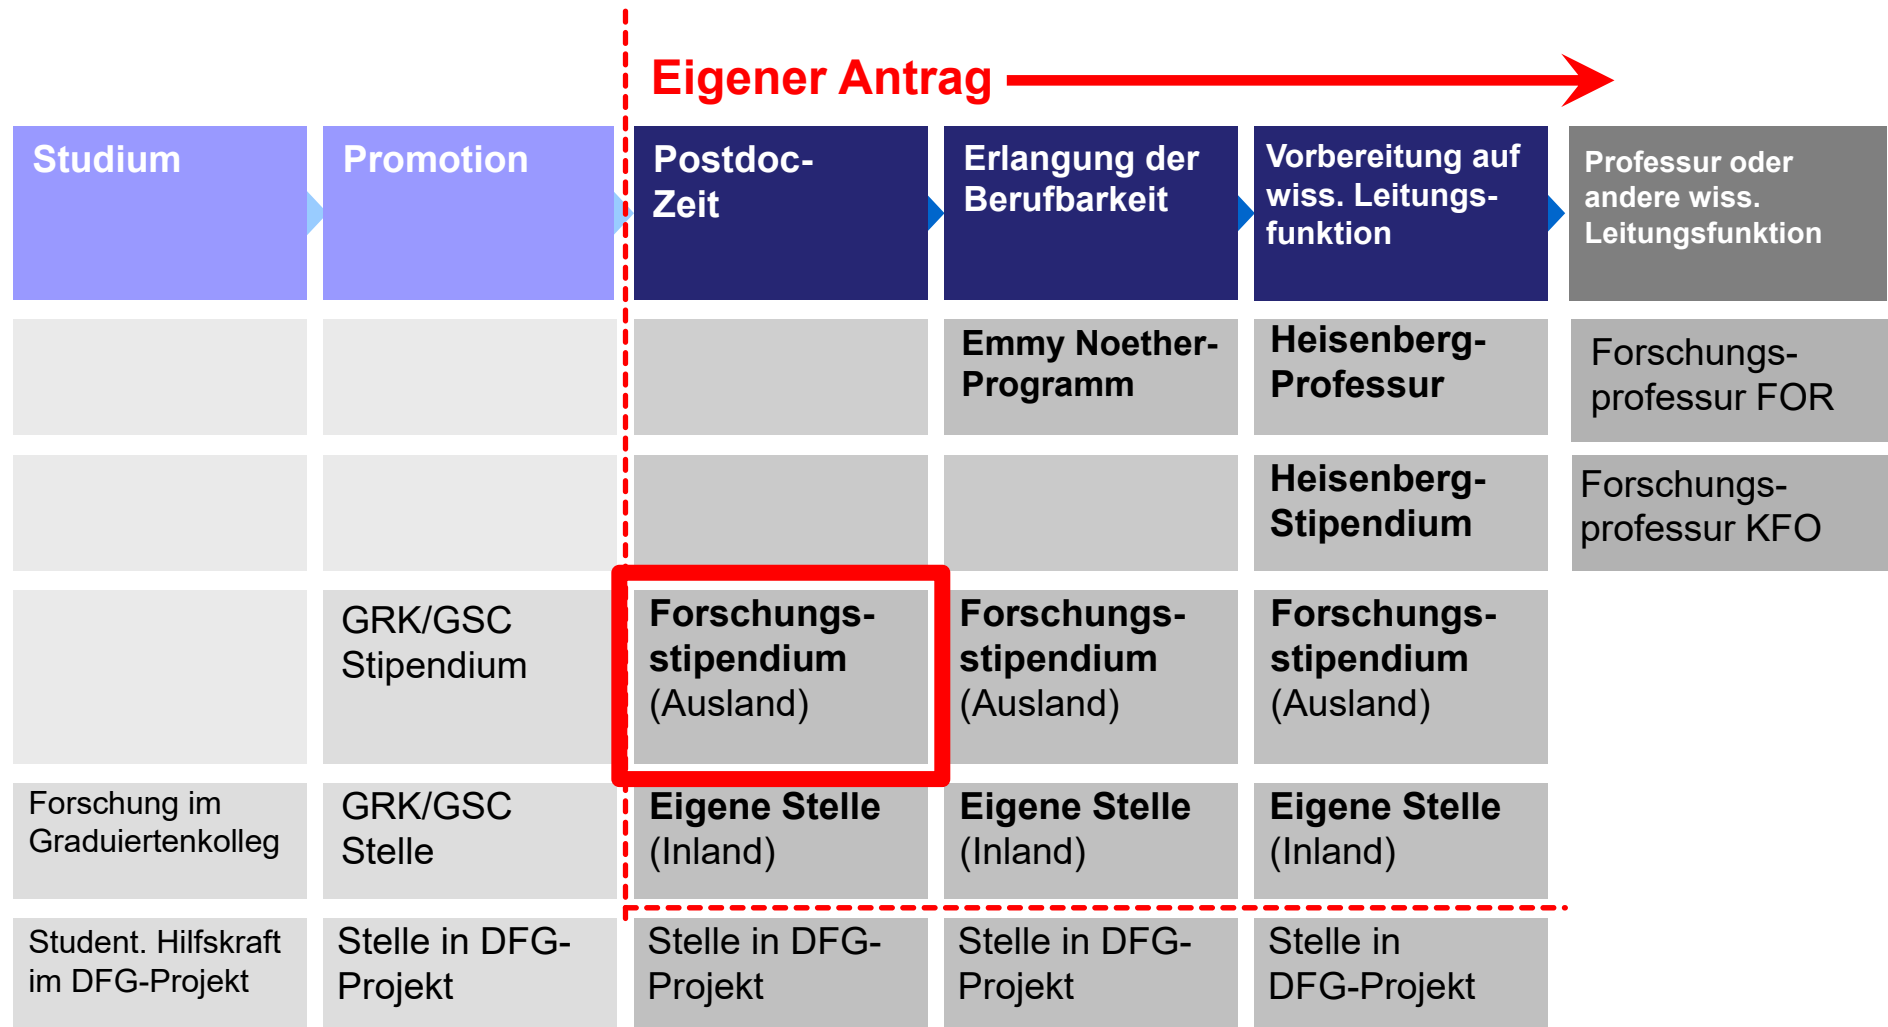 Eigener Antrag
Studium
Promotion
Postdoc-
Zeit
Erlangung der
Berufbarkeit
Vorbereitung auf
wiss. Leitungs-
funktion
Professur oder
andere wiss.
Leitungsfunktion
Emmy Noether-
Programm
Heisenberg-
Professur
Forschungs-
professur FOR
Heisenberg-
Stipendium
Forschungs-
professur KFO
GRK/GSC
Stipendium
Forschungs-
stipendium
(Ausland)
Forschungs-
stipendium
(Ausland)
Forschungs-
stipendium
(Ausland)
Forschung im
Graduiertenkolleg
GRK/GSC
Stelle
Eigene Stelle
(Inland)
Eigene Stelle
(Inland)
Eigene Stelle
(Inland)
Student. Hilfskraft
im DFG-Projekt
Stelle in DFG-
Projekt
Stelle in DFG-
Projekt
Stelle in DFG-
Projekt
Stelle in
DFG-Projekt